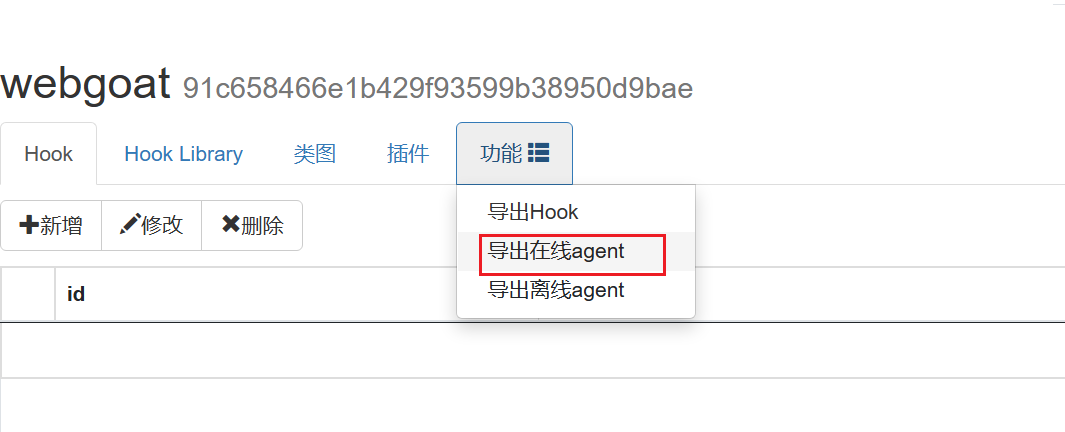 webgoat 91c658466e1b429f93599b38950d9bae
Hook Hook Library 类图 插件 功能
新增 修改 删除
导出Hook
导出在线agent
导出离线agent
id